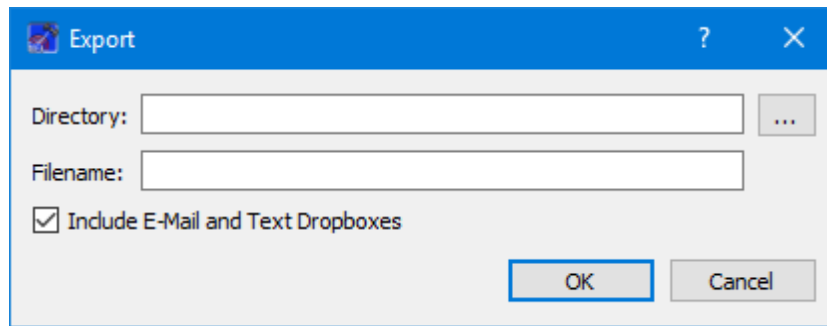 Export ?
Directory: ...
Filename:
Include E-Mail and Text Dropboxes
OK Cancel